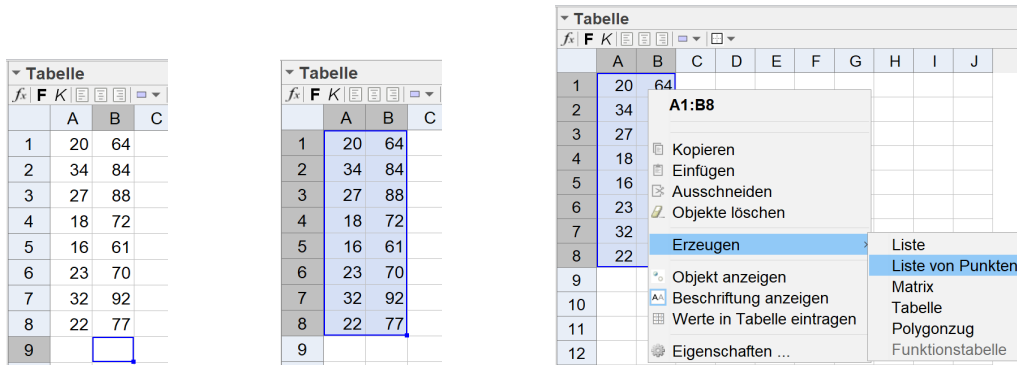 Tabelle
fx F K
A B C
1 20 64
2 34 84
3 27 88
4 18 72
5 16 61
6 23 70
7 32 92
8 22 77
9
Tabelle
fx F K
A B C
1 20 64
2 34 84
3 27 88
4 18 72
5 16 61
6 23 70
7 32 92
8 22 77
9
Tabelle
fx F K
A B C D E F G H I J
1 20 64
2 34
3 27
4 18
5 16
6 23
7 32
8 22
9
10
11
12
A1:B8
Kopieren
Einfügen
Ausschneiden
Objekte löschen
Erzeugen
Objekt anzeigen
AA Beschriftung anzeigen
Werte in Tabelle eintragen
Eigenschaften ...
Liste
Liste von Punkten
Matrix
Tabelle
Polygonzug
Funktionstabelle